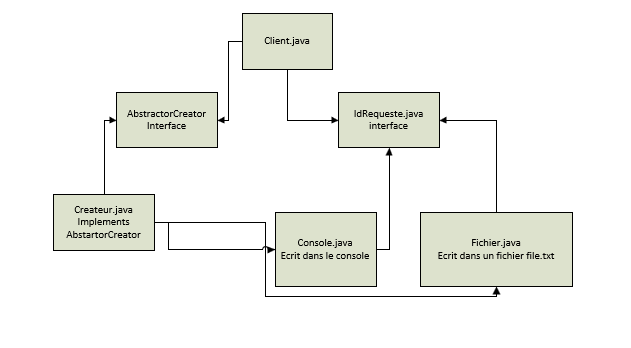 Client.java
AbstractorCreator
Interface
IdRequeste.java
interface
Createur.java
Implements
AbstartorCreator
Console.java
Ecrit dans le console
Fichier.java
Ecrit dans un fichier file.txt